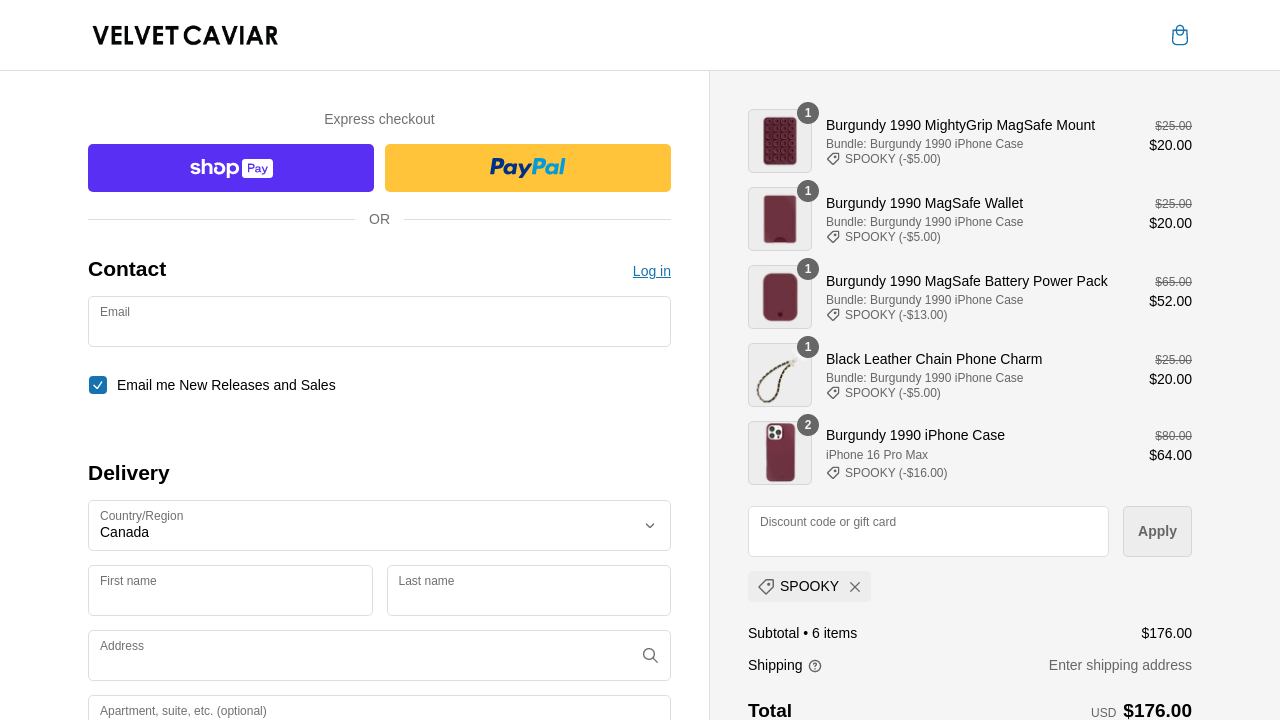 VELVET CAVIAR
Express checkout
shop Pay
PayPal
OR
Contact
Log in
Email
Email me New Releases and Sales
Delivery
Country/Region
Canada
First name
Last name
Address
Apartment, suite, etc. (optional)
1
Burgundy 1990 MightyGrip MagSafe Mount
Bundle: Burgundy 1990 iPhone Case
SPOOKY (-$5.00)
$25.00
$20.00
1
Burgundy 1990 MagSafe Wallet
Bundle: Burgundy 1990 iPhone Case
SPOOKY (-$5.00)
$25.00
$20.00
1
Burgundy 1990 MagSafe Battery Power Pack
Bundle: Burgundy 1990 iPhone Case
SPOOKY (-$13.00)
$65.00
$52.00
1
Black Leather Chain Phone Charm
Bundle: Burgundy 1990 iPhone Case
SPOOKY (-$5.00)
$25.00
$20.00
2
Burgundy 1990 iPhone Case
iPhone 16 Pro Max
SPOOKY (-$16.00)
$80.00
$64.00
Discount code or gift card
Apply
SPOOKY
Subtotal • 6 items $176.00
Shipping Enter shipping address
Total USD $176.00